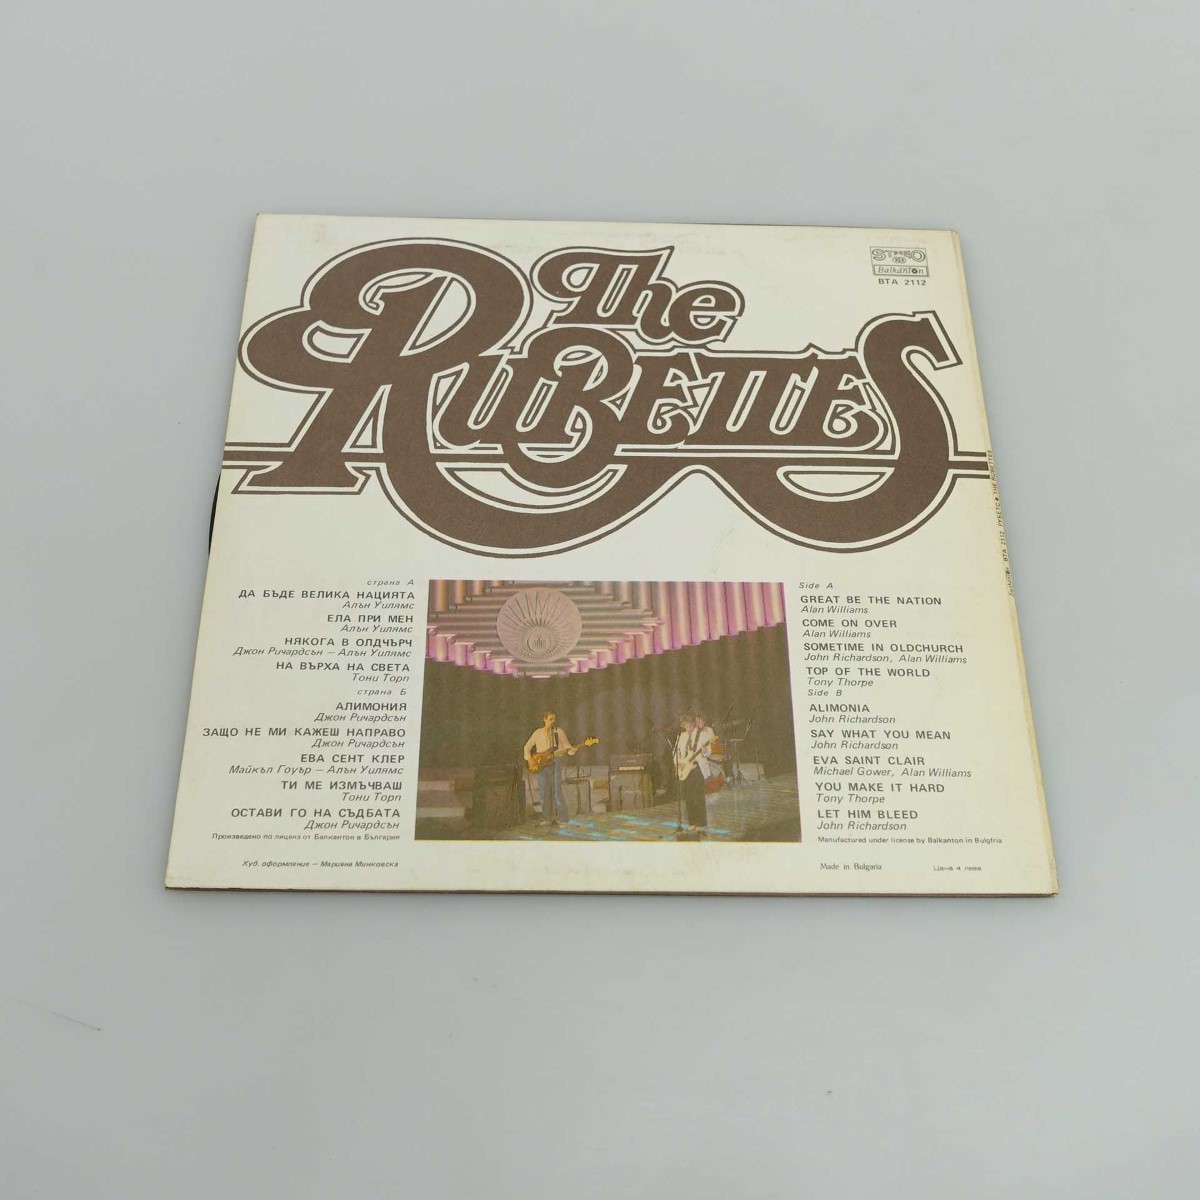 The
RUBETTES
STEREO
Balkanton
BTA 2112
BTA 2112 РУБЕТС THE RUBETTES
страна А
ДА БЪДЕ ВЕЛИКА НАЦИЯТА
Алън Уилямс
ЕЛА ПРИ МЕН
Алън Уилямс
НЯКОГА В ОЛДЧЪРЧ
Джон Ричардсън – Алън Уилямс
НА ВЪРХА НА СВЕТА
Тони Торп
страна Б
АЛИМОНИЯ
Джон Ричардсън
ЗАЩО НЕ МИ КАЖЕШ НАПРАВО
Джон Ричардсън
ЕВА СЕНТ КЛЕР
Майкъл Гоуър – Алън Уилямс
ТИ МЕ ИЗМЪЧВАШ
Тони Торп
ОСТАВИ ГО НА СЪДБАТА
Джон Ричардсън
Произведено по лиценз от Балкантон в България
Худ. оформление – Мариана Минковска
Side A
GREAT BE THE NATION
Alan Williams
COME ON OVER
Alan Williams
SOMETIME IN OLDCHURCH
John Richardson, Alan Williams
TOP OF THE WORLD
Tony Thorpe
Side B
ALIMONIA
John Richardson
SAY WHAT YOU MEAN
John Richardson
EVA SAINT CLAIR
Michael Gower, Alan Williams
YOU MAKE IT HARD
Tony Thorpe
LET HIM BLEED
John Richardson
Manufactured under license by Balkanton in Bulgfria
Made in Bulgaria
Цена 4 лева